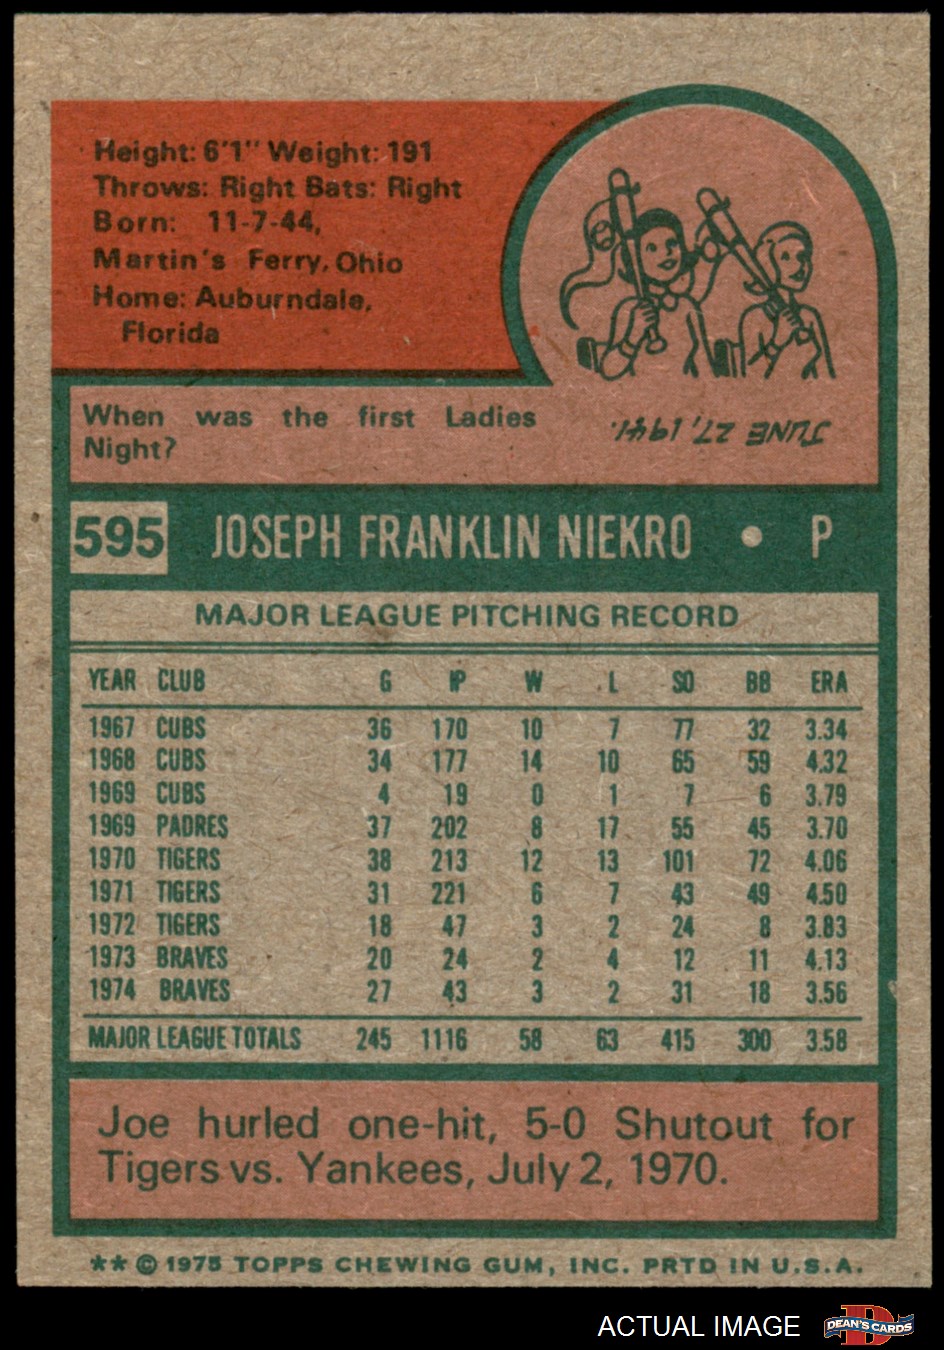 Height: 6'1" Weight: 191
Throws: Right Bats: Right
Born: 11-7-44,
Martin's Ferry, Ohio
Home: Auburndale,
Florida
When was the first Ladies
Night?
JUNE 27, 1941.
595 JOSEPH FRANKLIN NIEKRO • P
MAJOR LEAGUE PITCHING RECORD
YEAR CLUB G IP W L SO BB ERA
1967 CUBS 36 170 10 7 77 32 3.34
1968 CUBS 34 177 14 10 65 59 4.32
1969 CUBS 4 19 0 1 7 6 3.79
1969 PADRES 37 202 8 17 55 45 3.70
1970 TIGERS 38 213 12 13 101 72 4.06
1971 TIGERS 31 221 6 7 43 49 4.50
1972 TIGERS 18 47 3 2 24 8 3.83
1973 BRAVES 20 24 2 4 12 11 4.13
1974 BRAVES 27 43 3 2 31 18 3.56
MAJOR LEAGUE TOTALS 245 1116 58 63 415 300 3.58
Joe hurled one-hit, 5-0 Shutout for
Tigers vs. Yankees, July 2, 1970.
** © 1975 TOPPS CHEWING GUM, INC. PRTD IN U.S.A.
ACTUAL IMAGE D DEAN'S CARDS